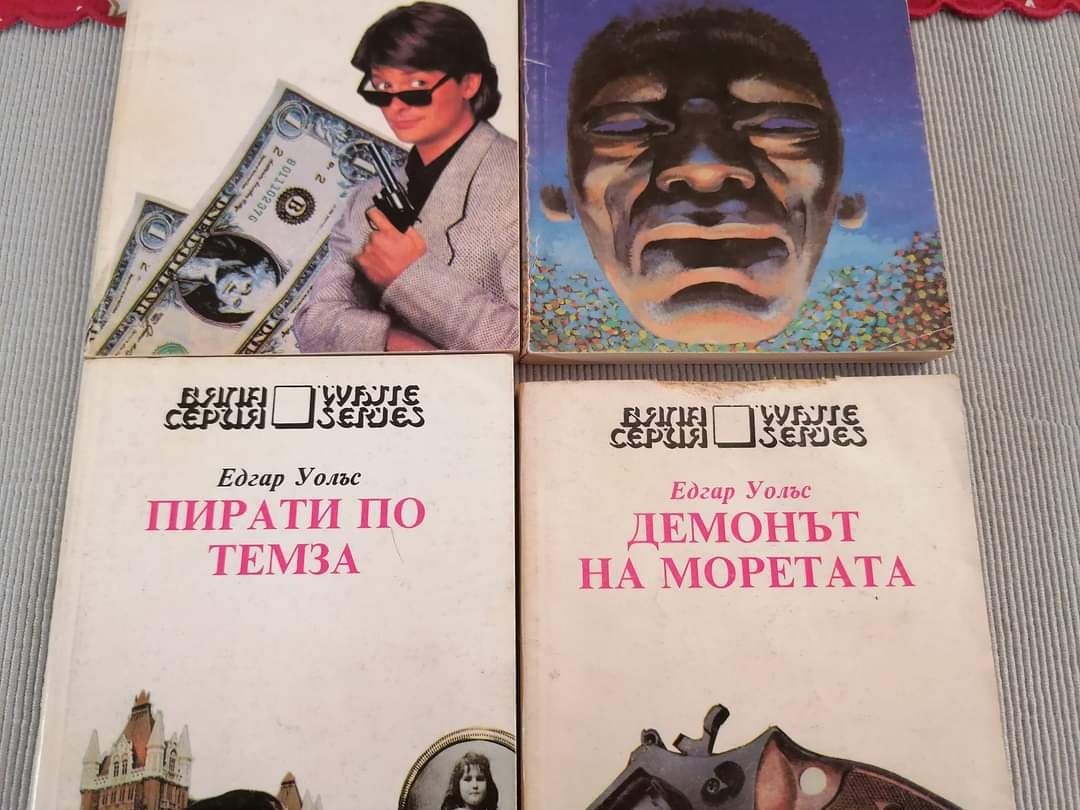 БЯЛА СЕРИЯ WHITE SERIES
Едгар Уолъс
ПИРАТИ ПО
ТЕМЗА
БЯЛА СЕРИЯ WHITE SERIES
Едгар Уолъс
ДЕМОНЪТ
НА МОРЕТАТА